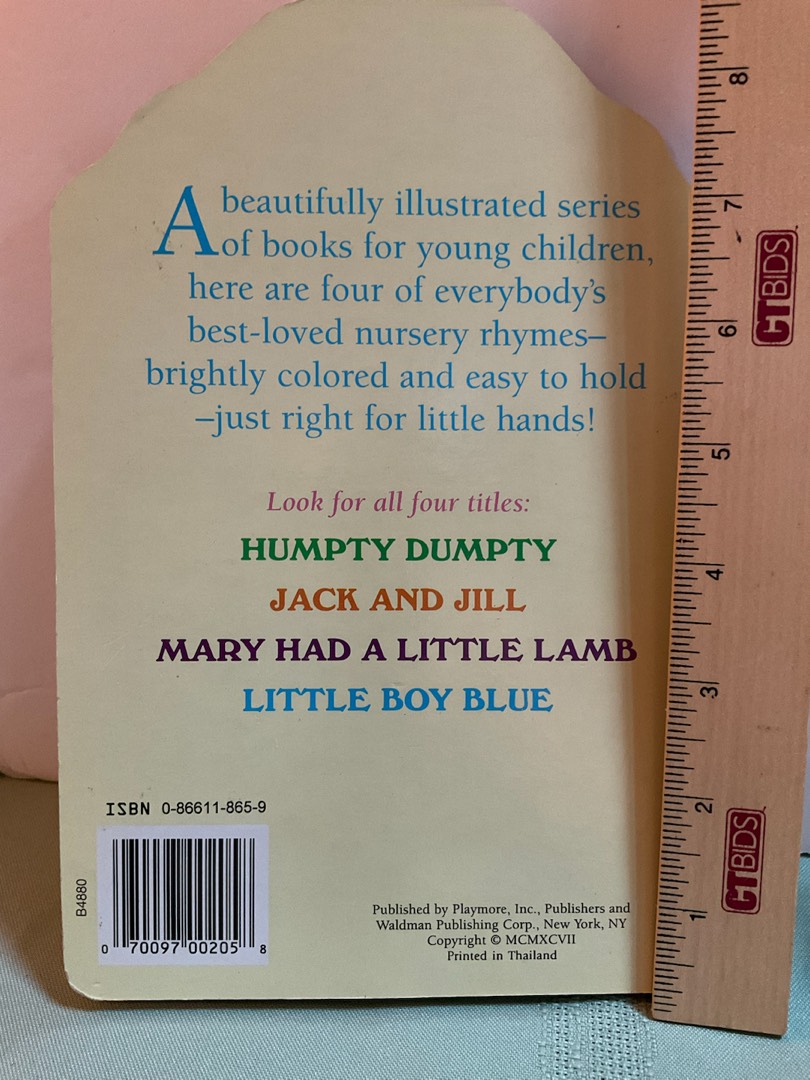 A beautifully illustrated series
of books for young children,
here are four of everybody's
best-loved nursery rhymes–
brightly colored and easy to hold
–just right for little hands!
Look for all four titles:
HUMPTY DUMPTY
JACK AND JILL
MARY HAD A LITTLE LAMB
LITTLE BOY BLUE
ISBN 0-86611-865-9
B4880
0 70097 00205 8
Published by Playmore, Inc., Publishers and
Waldman Publishing Corp., New York, NY
Copyright © MCMXCVII
Printed in Thailand
8
7
CTBIDS
6
5
4
3
2
CTBIDS
1